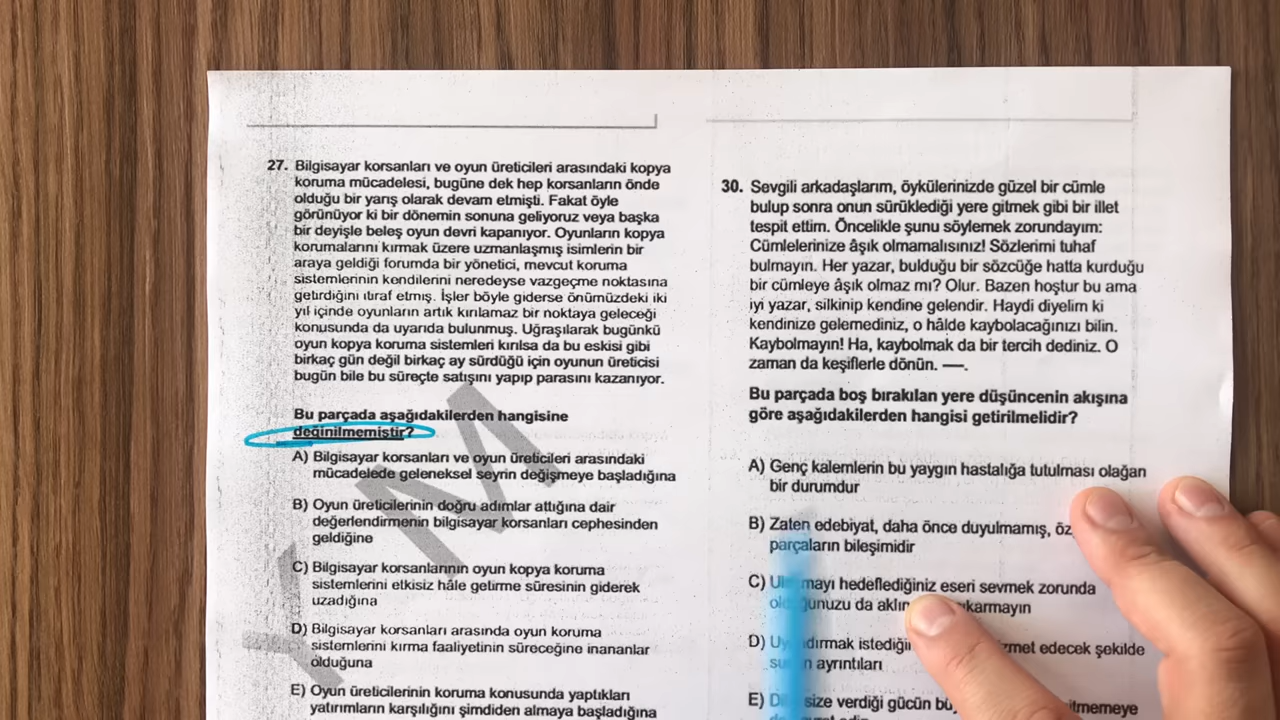 27. Bilgisayar korsanları ve oyun üreticileri arasındaki kopya
koruma mücadelesi, bugüne dek hep korsanların önde
olduğu bir yarış olarak devam etmişti. Fakat öyle
görünüyor ki bir dönemin sonuna geliyoruz veya başka
bir deyişle beleş oyun devri kapanıyor. Oyunların kopya
korumalarını kırmak üzere uzmanlaşmış isimlerin bir
araya geldiği forumda bir yönetici, mevcut koruma
sistemlerinin kendilerini neredeyse vazgeçme noktasına
getirdiğini itiraf etmiş. İşler böyle giderse önümüzdeki iki
yıl içinde oyunların artık kırılamaz bir noktaya geleceği
konusunda da uyarıda bulunmuş. Uğraşılarak bugünkü
oyun kopya koruma sistemleri kırılsa da bu eskisi gibi
birkaç gün değil birkaç ay sürdüğü için oyunun üreticisi
bugün bile bu süreçte satışını yapıp parasını kazanıyor.
Bu parçada aşağıdakilerden hangisine
değinilmemiştir?
A) Bilgisayar korsanları ve oyun üreticileri arasındaki
mücadelede geleneksel seyrin değişmeye başladığına
B) Oyun üreticilerinin doğru adımlar attığına dair
değerlendirmenin bilgisayar korsanları cephesinden
geldiğine
C) Bilgisayar korsanlarının oyun kopya koruma
sistemlerini etkisiz hâle getirme süresinin giderek
uzadığına
D) Bilgisayar korsanları arasında oyun koruma
sistemlerini kırma faaliyetinin süreceğine inananlar
olduğuna
E) Oyun üreticilerinin koruma konusunda yaptıkları
yatırımların karşılığını şimdiden almaya başladığına
30. Sevgili arkadaşlarım, öykülerinizde güzel bir cümle
bulup sonra onun sürüklediği yere gitmek gibi bir illet
tespit ettim. Öncelikle şunu söylemek zorundayım:
Cümlelerinize âşık olmamalısınız! Sözlerimi tuhaf
bulmayın. Her yazar, bulduğu bir sözcüğe hatta kurduğu
bir cümleye âşık olmaz mı? Olur. Bazen hoştur bu ama
iyi yazar, silkinip kendine gelendir. Haydi diyelim ki
kendinize gelemediniz, o hâlde kaybolacağınızı bilin.
Kaybolmayın! Ha, kaybolmak da bir tercih dediniz. O
zaman da keşiflerle dönün. —.
Bu parçada boş bırakılan yere düşüncenin akışına
göre aşağıdakilerden hangisi getirilmelidir?
A) Genç kalemlerin bu yaygın hastalığa tutulması olağan
bir durumdur
B) Zaten edebiyat, daha önce duyulmamış,
parçaların bileşimidir
C) hedeflediğiniz eseri sevmek zorunda
da
D) şekilde
ayrıntıları
E) size verdiği gücün
YM